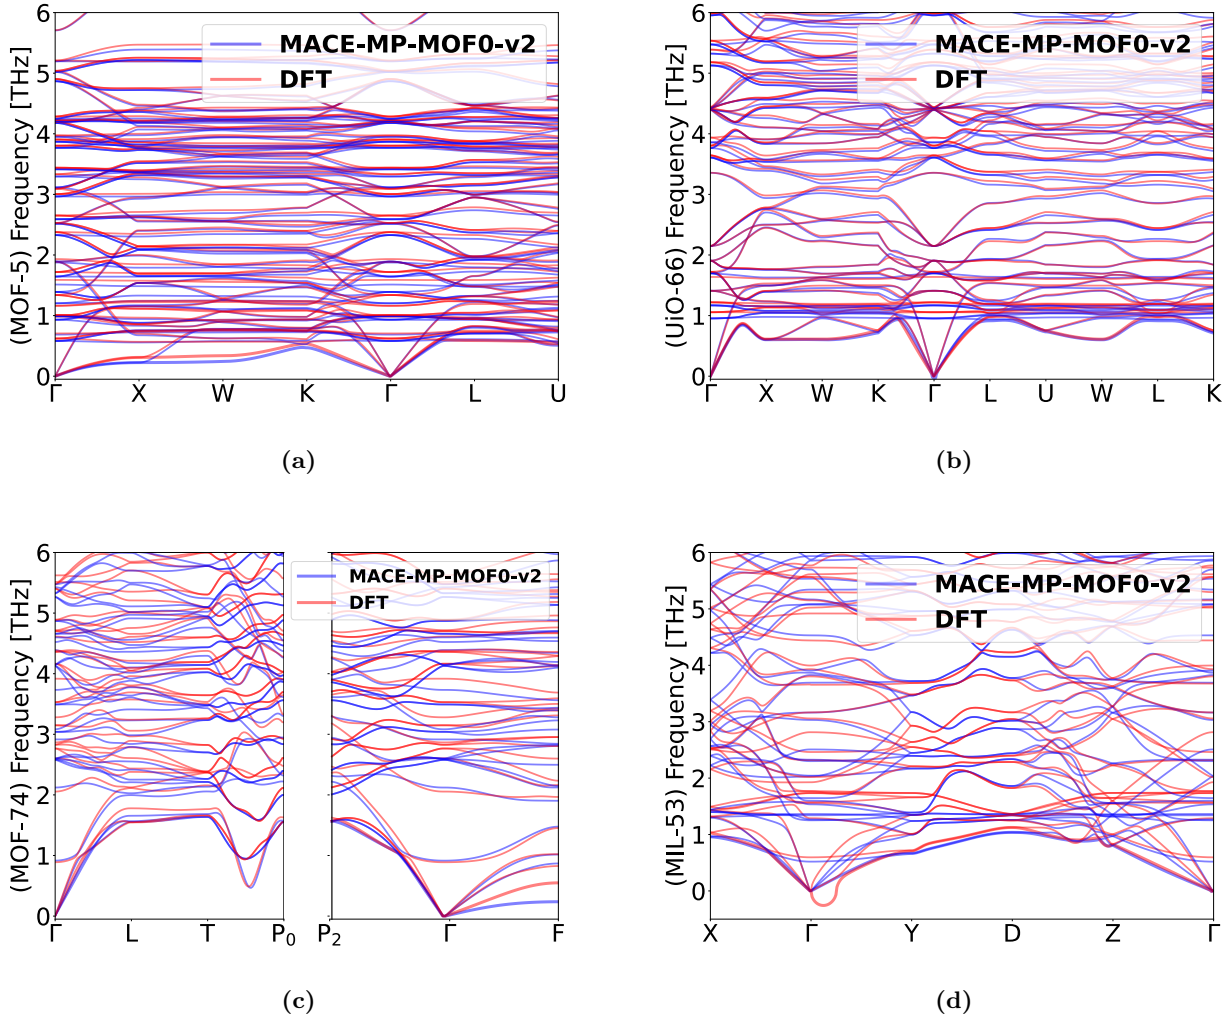 6
5
4
3
2
1
0
(MOF-5) Frequency [THz]
MACE-MP-MOF0-v2
DFT
Γ X W K Γ L U
(a)
6
5
4
3
2
1
0
(UiO-66) Frequency [THz]
MACE-MP-MOF0-v2
DFT
Γ X W K Γ L U W L K
(b)
6
5
4
3
2
1
0
(MOF-74) Frequency [THz]
MACE-MP-MOF0-v2
DFT
Γ L T P₀ P₂ Γ F
(c)
6
5
4
3
2
1
0
(MIL-53) Frequency [THz]
MACE-MP-MOF0-v2
DFT
X Γ Y D Z Γ
(d)